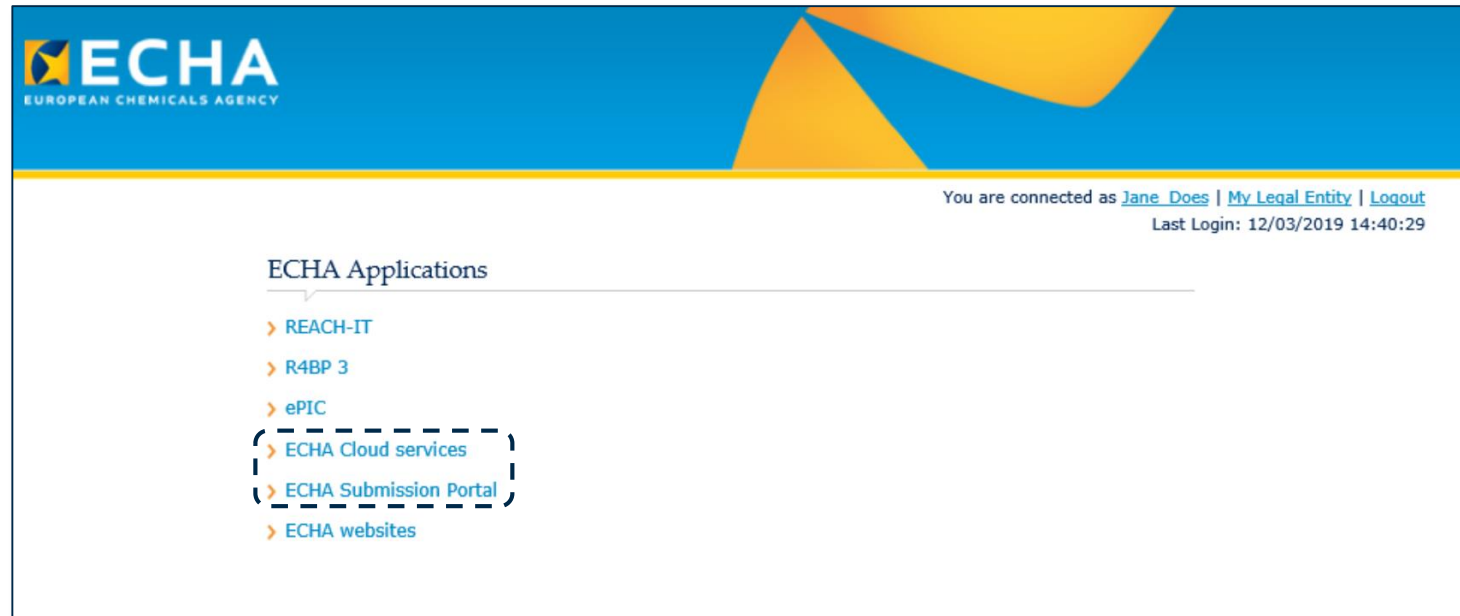 ECHA
EUROPEAN CHEMICALS AGENCY
You are connected as Jane_Does | My Legal Entity | Logout
Last Login: 12/03/2019 14:40:29
ECHA Applications
REACH-IT
R4BP 3
ePIC
ECHA Cloud services
ECHA Submission Portal
ECHA websites